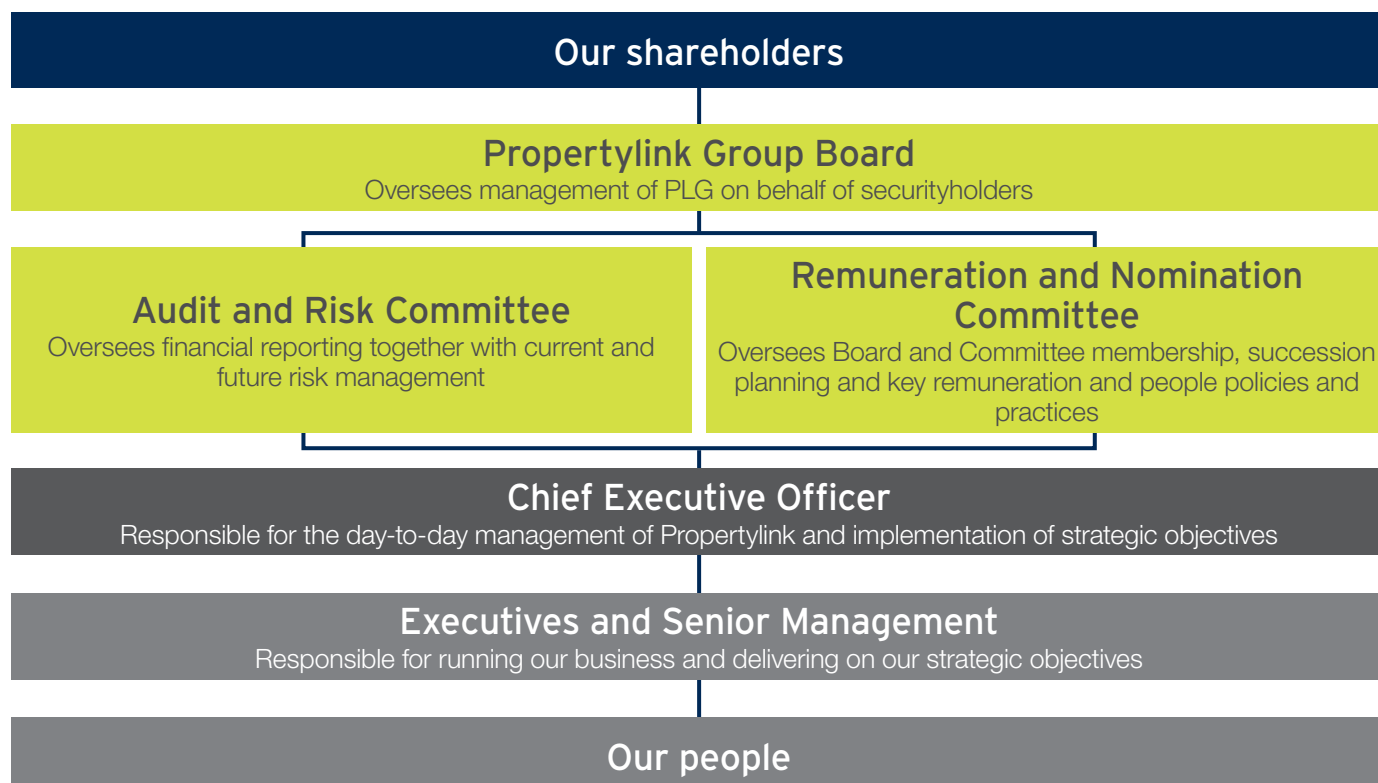 Our shareholders
Propertylink Group Board
Oversees management of PLG on behalf of securityholders
Audit and Risk Committee
Oversees financial reporting together with current and
future risk management
Remuneration and Nomination
Committee
Oversees Board and Committee membership, succession
planning and key remuneration and people policies and
practices
Chief Executive Officer
Responsible for the day-to-day management of Propertylink and implementation of strategic objectives
Executives and Senior Management
Responsible for running our business and delivering on our strategic objectives
Our people